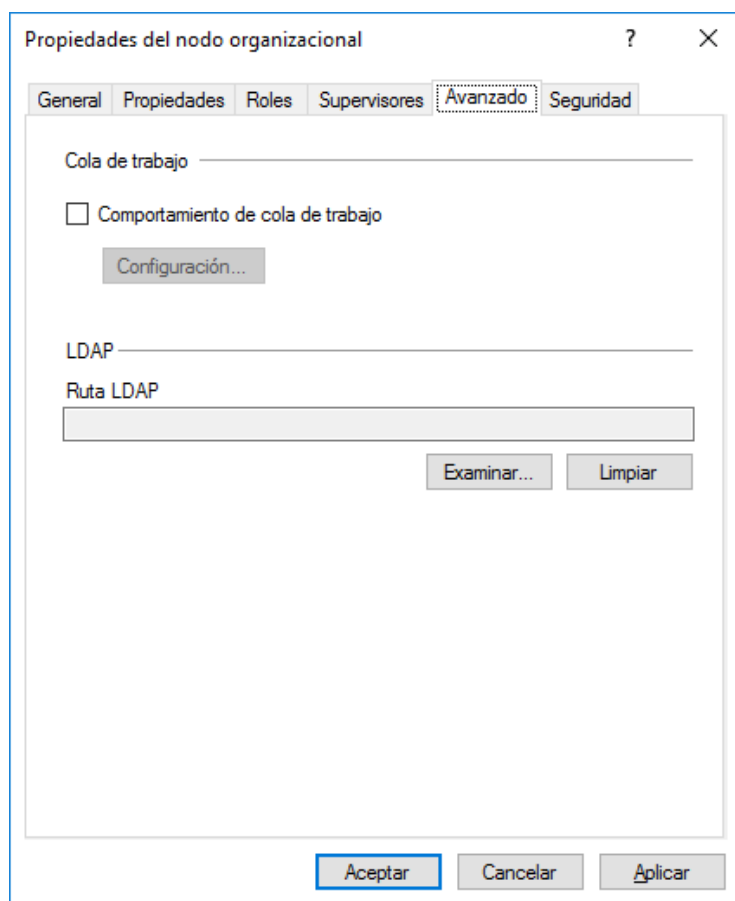 Propiedades del nodo organizacional ?
General Propiedades Roles Supervisores Avanzado Seguridad
Cola de trabajo
Comportamiento de cola de trabajo
Configuración...
LDAP
Ruta LDAP
Examinar... Limpiar
Aceptar Cancelar Aplicar